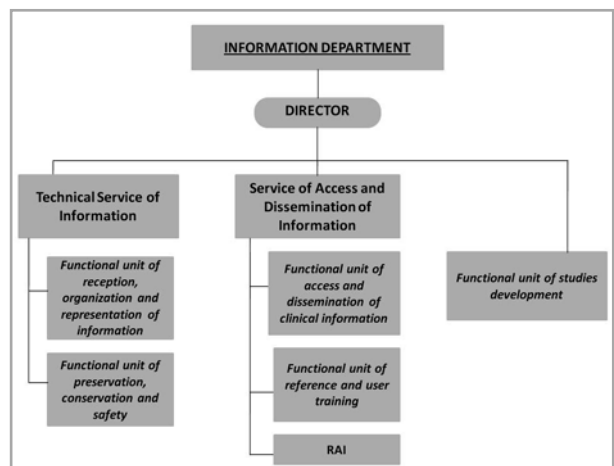 INFORMATION DEPARTMENT
DIRECTOR
Technical Service of
Information
Functional unit of
reception,
organization and
representation of
information
Functional unit of
preservation,
conservation and
safety
Service of Access and
Dissemination of
Information
Functional unit of
access and
dissemination of
clinical information
Functional unit of
reference and user
training
RAI
Functional unit of studies
development